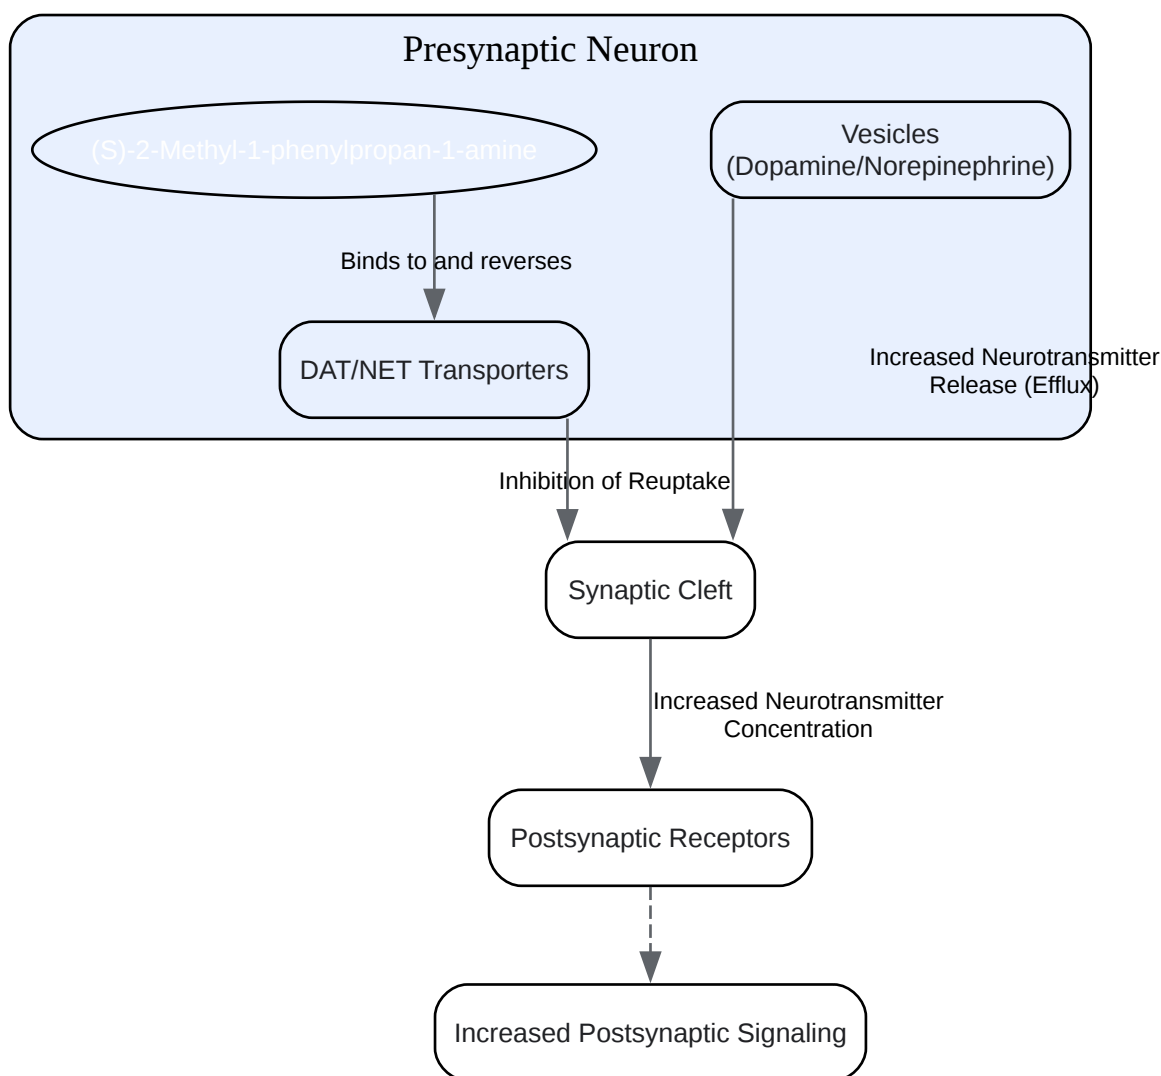 Presynaptic Neuron
(S)-2-Methyl-1-phenylpropan-1-amine
Vesicles
(Dopamine/Norepinephrine)
Binds to and reverses
DAT/NET Transporters
Increased Neurotransmitter
Release (Efflux)
Inhibition of Reuptake
Synaptic Cleft
Increased Neurotransmitter
Concentration
Postsynaptic Receptors
Increased Postsynaptic Signaling